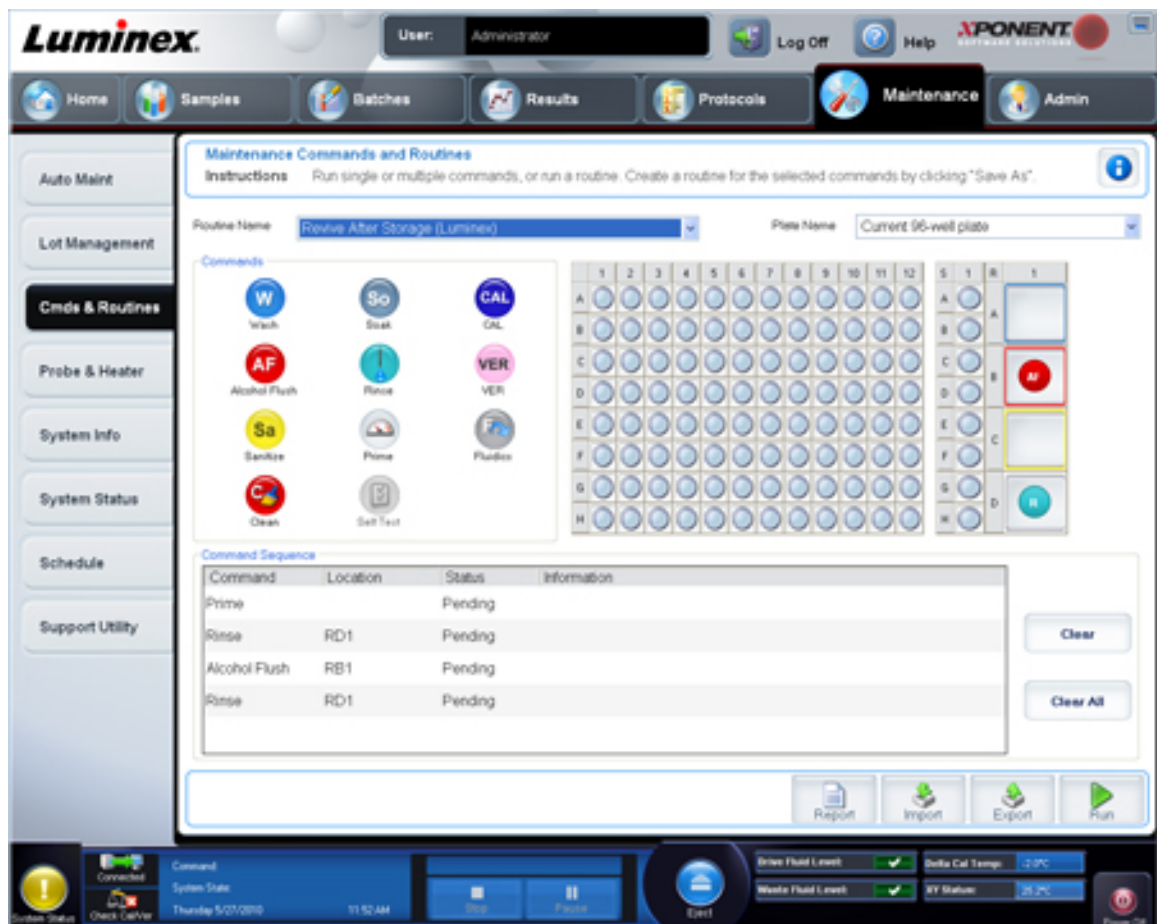 Luminex.
User: Administrator
Log Off
Help
XPONENT
SOFTWARE SOLUTIONS
Home
Samples
Batches
Results
Protocols
Maintenance
Admin
Auto Maint
Lot Management
Cmds & Routines
Probe & Heater
System Info
System Status
Schedule
Support Utility
Maintenance Commands and Routines
Instructions Run single or multiple commands, or run a routine. Create a routine for the selected commands by clicking "Save As".
Routine Name Revive After Storage (Luminex) Plate Name Current 96-well plate
Commands
W So CAL
Wash Soak CAL
AF VER
Alcohol Flush Rinse VER
Sa
Sanitize Prime Fluidics
C
Clean Self Test
1 2 3 4 5 6 7 8 9 10 11 12 S 1 R 1
A A A
B B
C C B AF
D D
E E C
F F
G G D R
H H
Command Sequence
Command Location Status Information
Prime Pending
Rinse RD1 Pending
Alcohol Flush RB1 Pending
Rinse RD1 Pending
Clear
Clear All
Report Import Export Run
System Status
Connected
Check Cal/Ver
Command
System State:
Thursday 5/27/2010 11:52 AM
Stop Pause
Eject
Drive Fluid Level:
Waste Fluid Level:
Delta Cal Temp: -2.0°C
XY Status: 25.2°C
Power Off